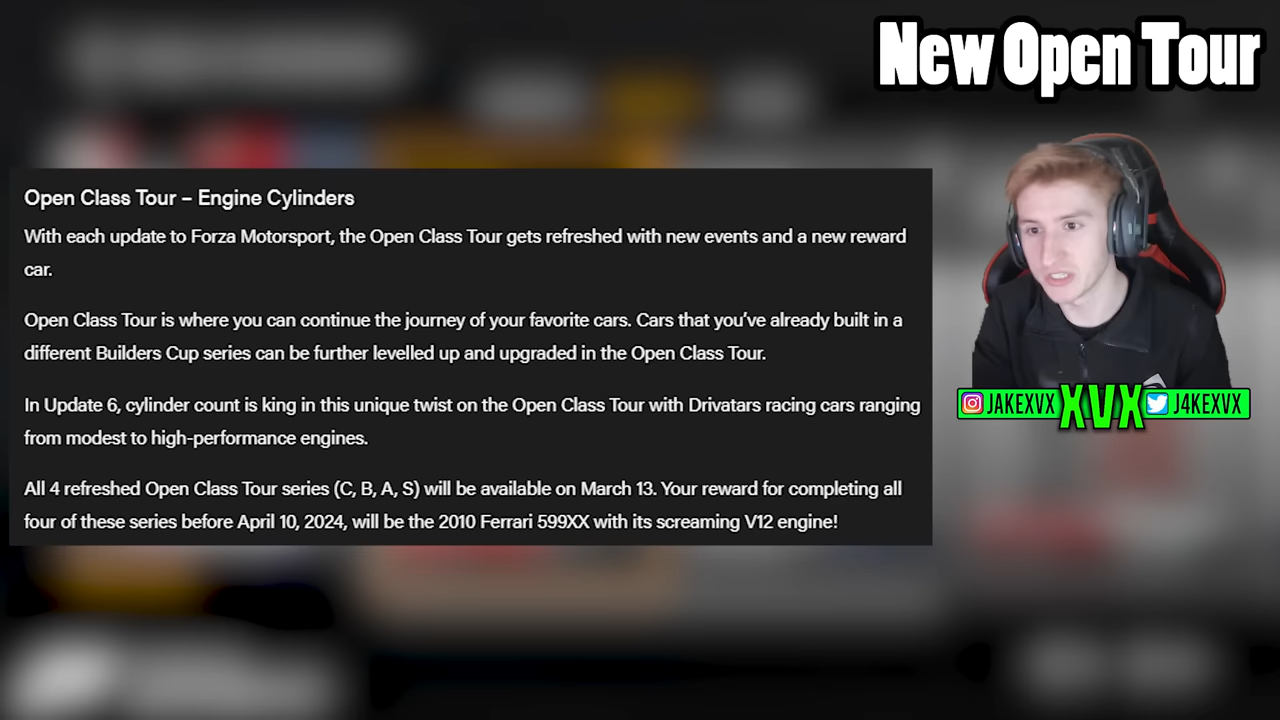 New Open Tour
Open Class Tour – Engine Cylinders
With each update to Forza Motorsport, the Open Class Tour gets refreshed with new events and a new reward
car.
Open Class Tour is where you can continue the journey of your favorite cars. Cars that you’ve already built in a
different Builders Cup series can be further levelled up and upgraded in the Open Class Tour.
In Update 6, cylinder count is king in this unique twist on the Open Class Tour with Drivatars racing cars ranging
from modest to high-performance engines.
All 4 refreshed Open Class Tour series (C, B, A, S) will be available on March 13. Your reward for completing all
four of these series before April 10, 2024, will be the 2010 Ferrari 599XX with its screaming V12 engine!
JAKEXVX XVX J4KEXVX